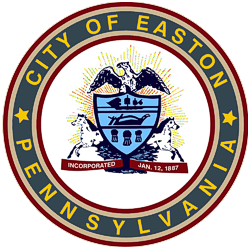 CITY OF EASTON
INCORPORATED JAN. 12, 1887
PENNSYLVANIA